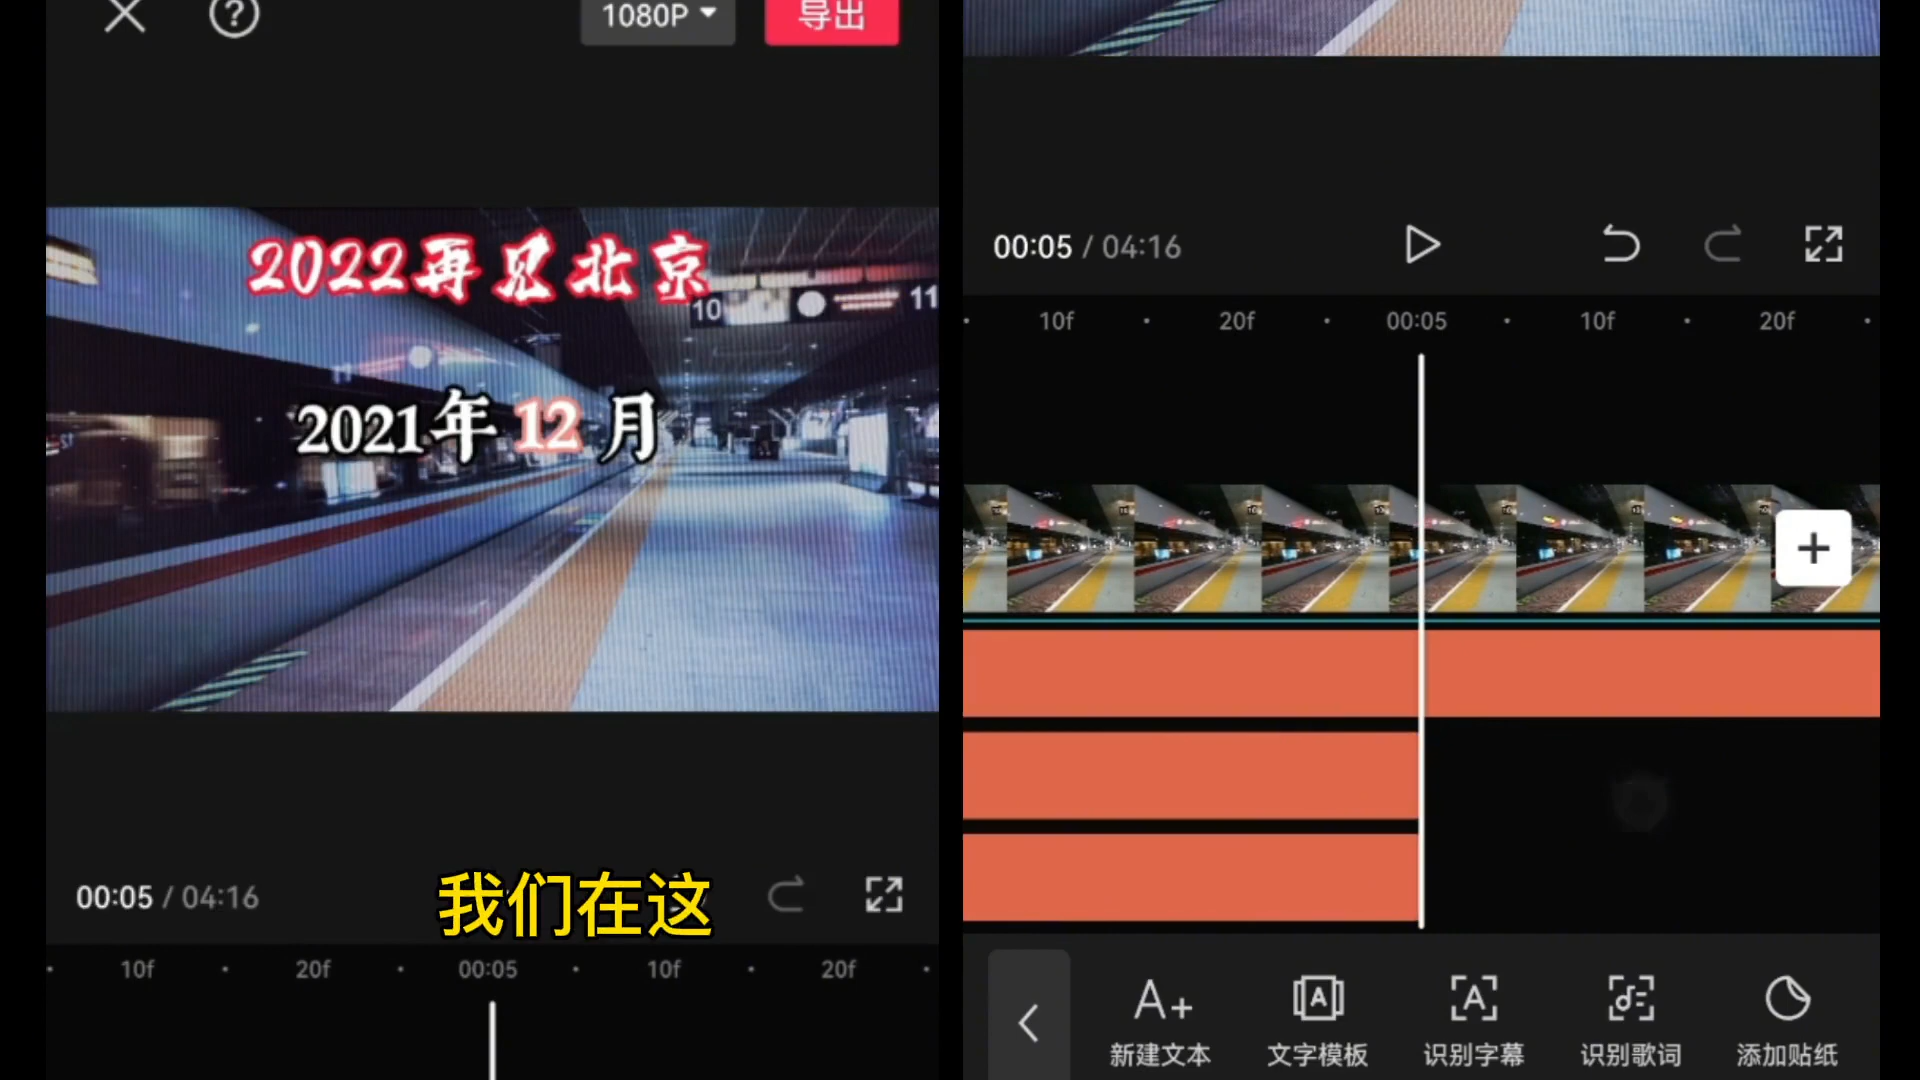 1080P
导出
2022再见北京
10
11
2021年 12 月
00:05 / 04:16
我们在这
10f 20f 00:05 10f 20f
00:05 / 04:16
10f 20f 00:05 10f 20f
新建文本 文字模板 识别字幕 识别歌词 添加贴纸